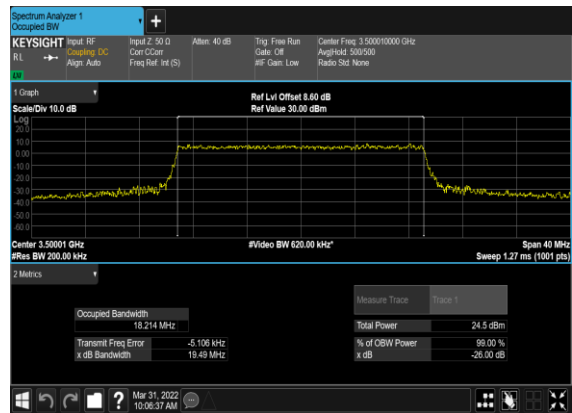 Spectrum Analyzer 1
Occupied BW
KEYSIGHT
R L
Input: RF
Coupling: DC
Align: Auto
Input Z: 50 Ω
Corr CCorr
Freq Ref: Int (S)
Atten: 40 dB
Trig: Free Run
Gate: Off
#IF Gain: Low
Center Freq: 3.500010000 GHz
Avg|Hold: 500/500
Radio Std: None
1 Graph
Scale/Div 10.0 dB
Ref Lvl Offset 8.60 dB
Ref Value 30.00 dBm
Log
20.0
10.0
0.00
-10.0
-20.0
-30.0
-40.0
-50.0
-60.0
Center 3.50001 GHz
#Res BW 200.00 kHz
#Video BW 620.00 kHz*
Span 40 MHz
Sweep 1.27 ms (1001 pts)
2 Metrics
Occupied Bandwidth
18.214 MHz
Transmit Freq Error -5.106 kHz
x dB Bandwidth 19.49 MHz
Measure Trace Trace 1
Total Power 24.5 dBm
% of OBW Power 99.00 %
x dB -26.00 dB
?
Mar 31, 2022
10:06:37 AM